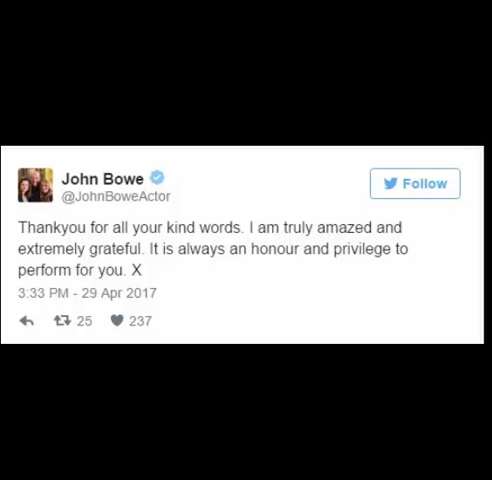 John Bowe
@JohnBoweActor
Follow
Thankyou for all your kind words. I am truly amazed and
extremely grateful. It is always an honour and privilege to
perform for you. X
3:33 PM - 29 Apr 2017
25 237